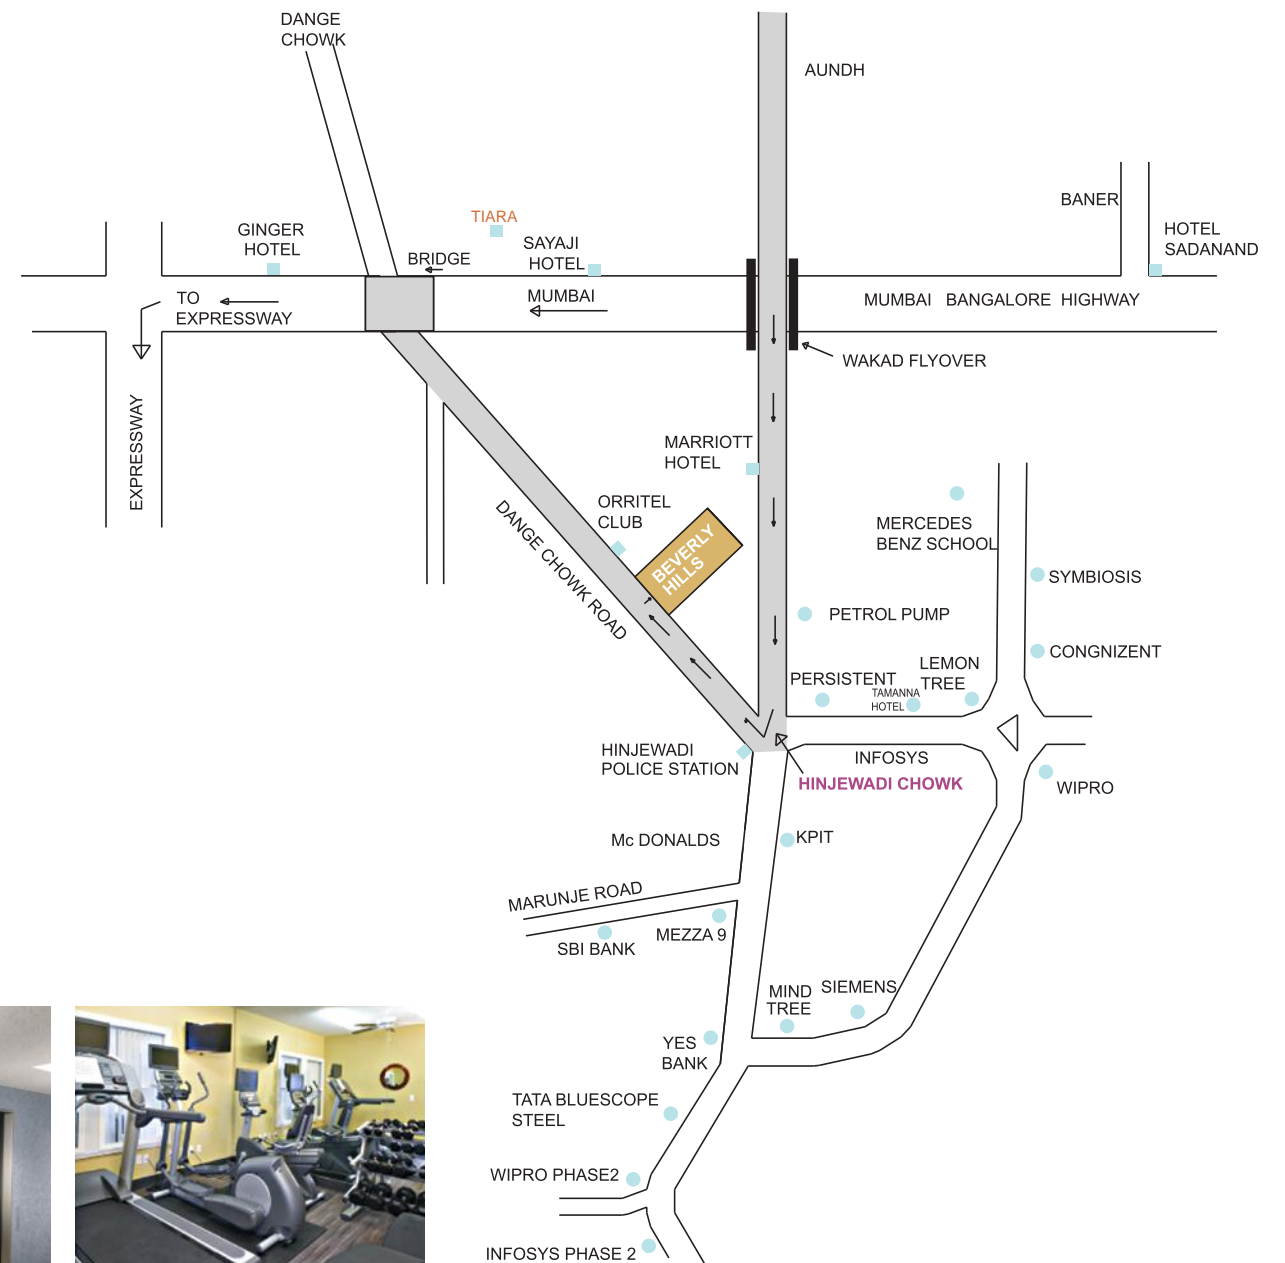 DANGE
CHOWK
AUNDH
BANER
HOTEL
SADANAND
TIARA
GINGER
HOTEL
SAYAJI
HOTEL
BRIDGE
MUMBAI
TO
EXPRESSWAY
MUMBAI BANGALORE HIGHWAY
WAKAD FLYOVER
EXPRESSWAY
MARRIOTT
HOTEL
ORRITEL
CLUB
BEVERLY
HILLS
DANGE CHOWK ROAD
MERCEDES
BENZ SCHOOL
SYMBIOSIS
PETROL PUMP
CONGNIZENT
LEMON
TREE
PERSISTENT
TAMANNA
HOTEL
HINJEWADI
POLICE STATION
INFOSYS
HINJEWADI CHOWK
WIPRO
Mc DONALDS
KPIT
MARUNJE ROAD
MEZZA 9
SBI BANK
MIND
TREE
SIEMENS
YES
BANK
TATA BLUESCOPE
STEEL
WIPRO PHASE2
INFOSYS PHASE 2